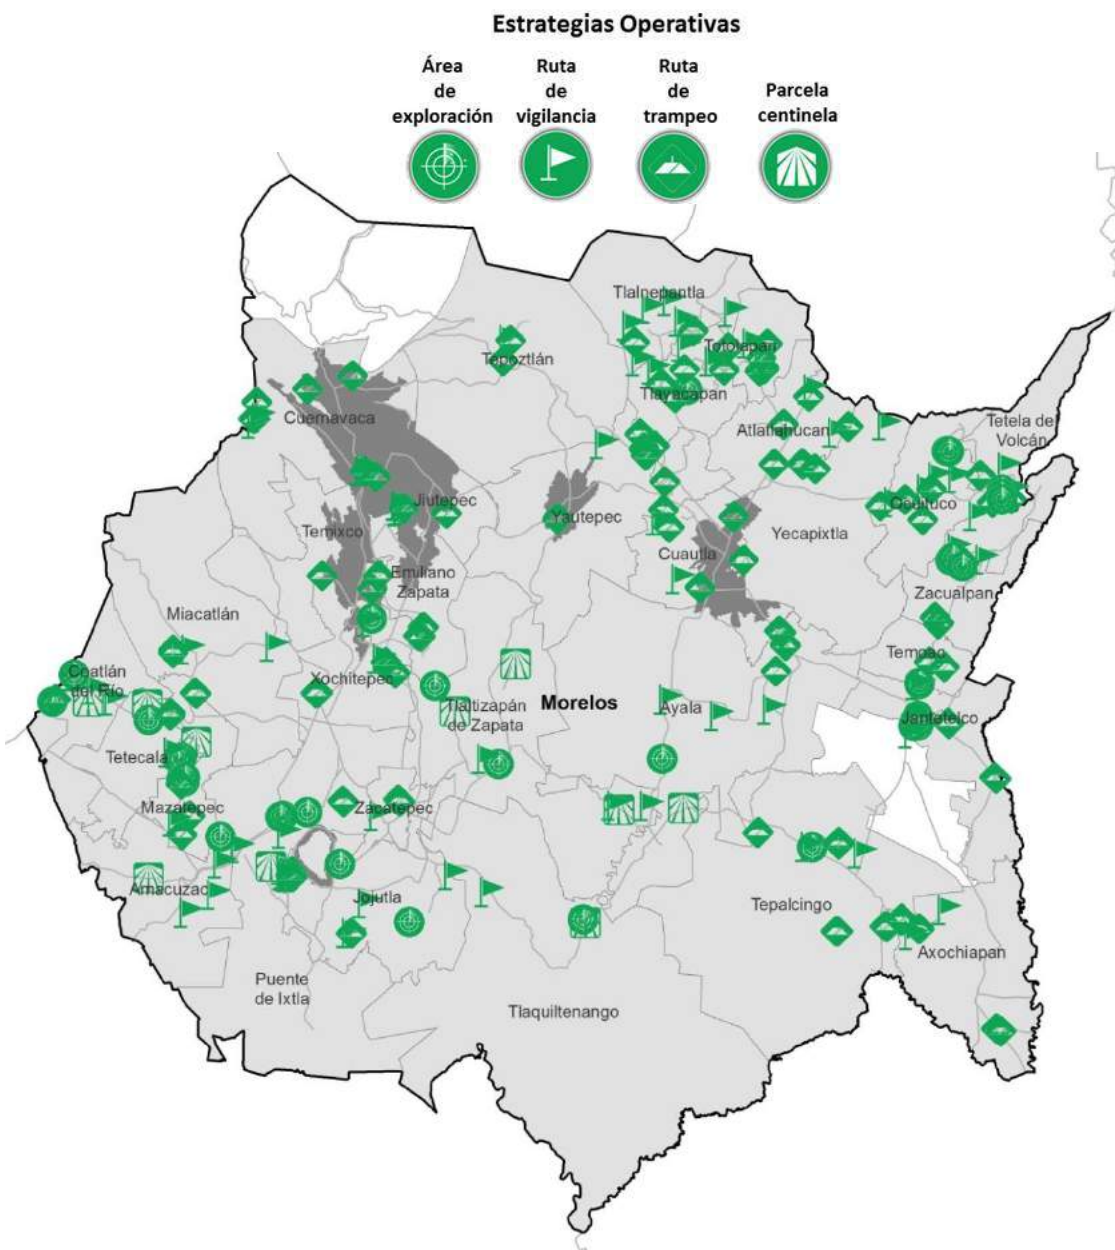 Estrategias Operativas
Área
de
exploración
Ruta
de
vigilancia
Ruta
de
trampeo
Parcela
centinela
Tlalnepantla
Tepoztlán
Totolapan
Tlayacapan
Cuernavaca
Atlatlahucan
Tetela de
Volcán
Jiutepec
Ocuituco
Yautepec
Temixco
Cuautla
Yecapixtla
Emiliano
Zapata
Zacualpan
Miacatlán
Temoac
Coatlán
del Río
Xochitepec
Tlaltizapán
de Zapata
Morelos
Ayala
Jantetelco
Tetecala
Mazatepec
Zacatepec
Amacuzac
Jojutla
Tepalcingo
Axochiapan
Puente
de Ixtla
Tlaquiltenango